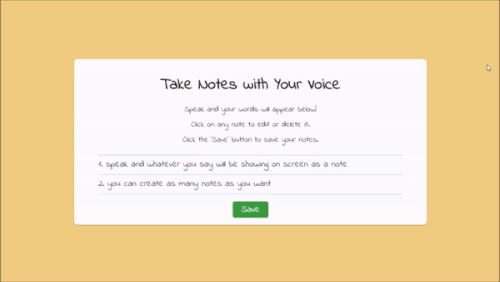 Take Notes with Your Voice
Speak and your words will appear below!
Click on any note to edit or delete it.
Click the 'Save' button to save your notes.
1. speak and whatever you say will be showing on screen as a note
2. you can create as many notes as you want
Save